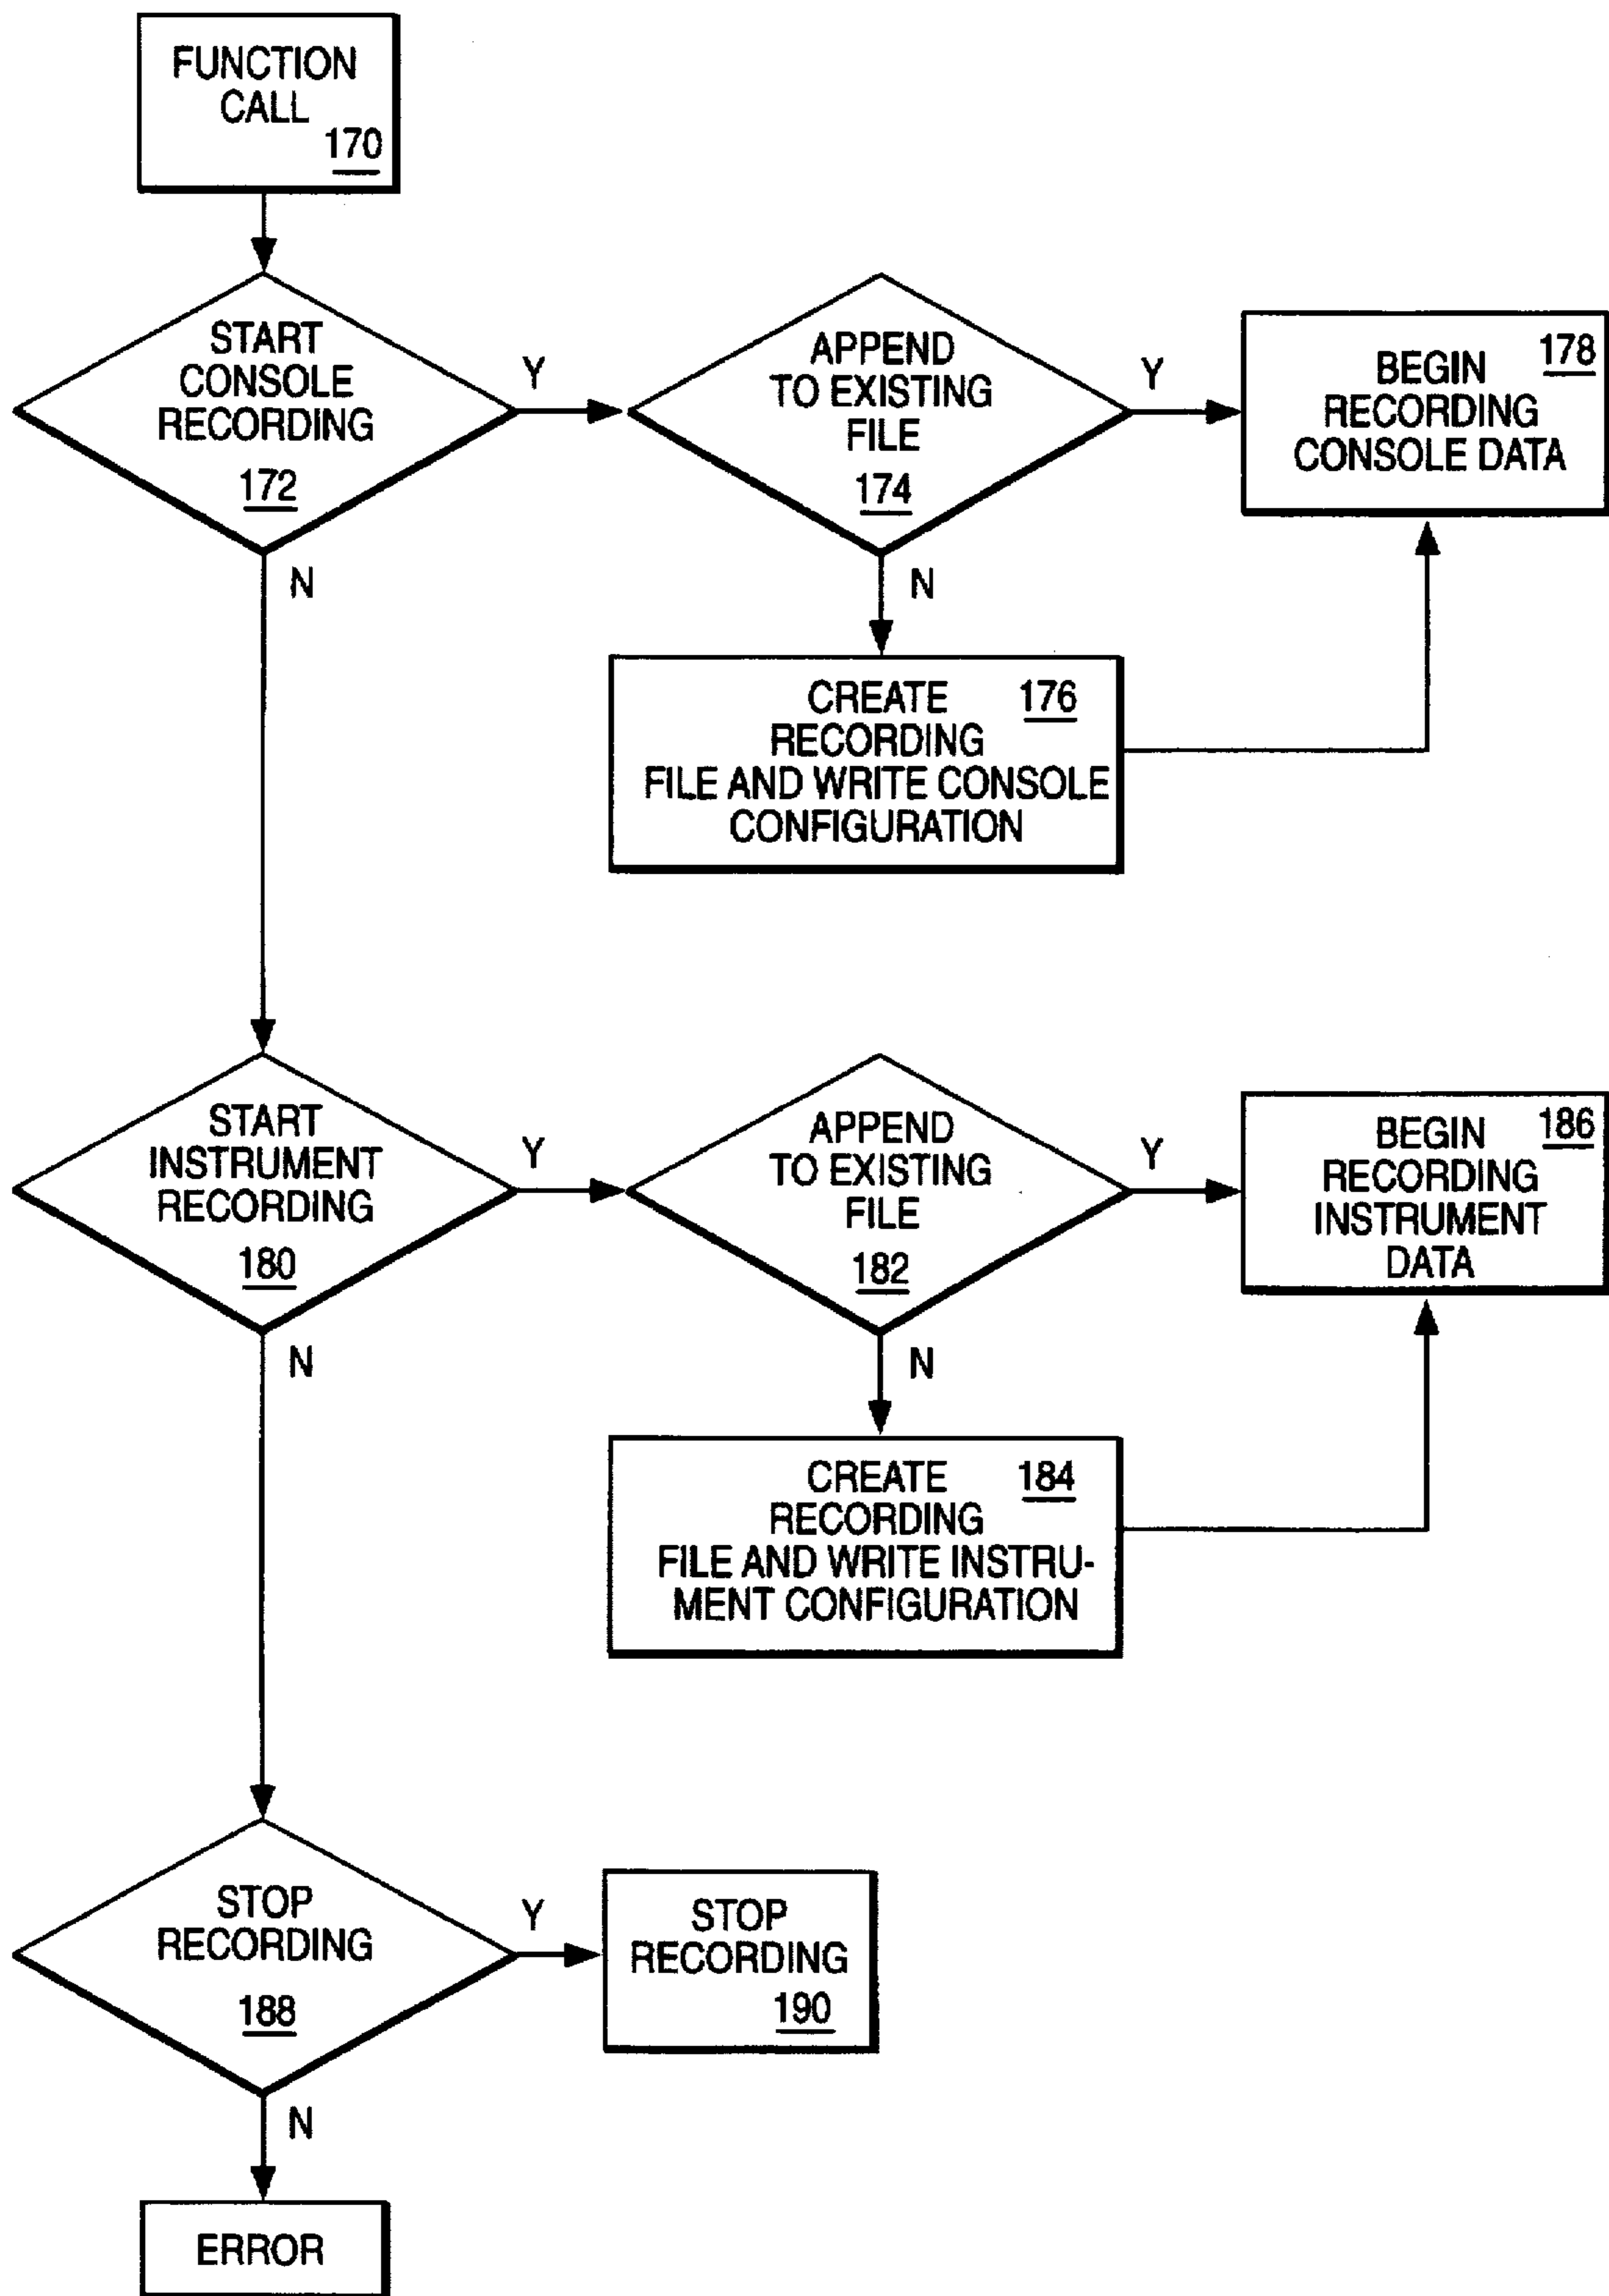 FUNCTION
CALL
170
START
CONSOLE
RECORDING
172
Y
N
APPEND
TO EXISTING
FILE
174
Y
N
BEGIN
RECORDING
CONSOLE DATA
178
CREATE
RECORDING
FILE AND WRITE CONSOLE
CONFIGURATION
176
START
INSTRUMENT
RECORDING
180
Y
N
APPEND
TO EXISTING
FILE
182
Y
N
BEGIN
RECORDING
INSTRUMENT
DATA
186
CREATE
RECORDING
FILE AND WRITE INSTRU-
MENT CONFIGURATION
184
STOP
RECORDING
188
Y
N
STOP
RECORDING
190
ERROR